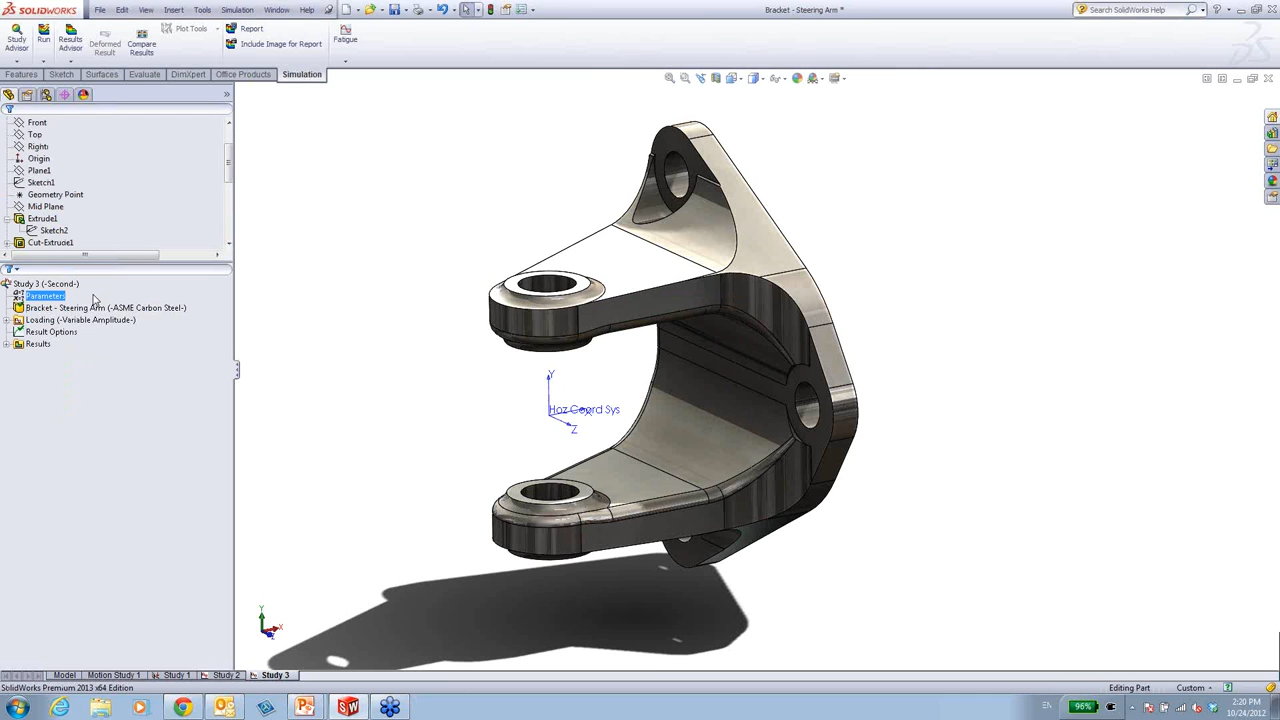 SOLIDWORKS File Edit View Insert Tools Simulation Window Help
Bracket - Steering Arm *
Search SolidWorks Help
Study Advisor
Run
Results Advisor
Deformed Result
Compare Results
Plot Tools
Report
Include Image for Report
Fatigue
Features Sketch Surfaces Evaluate DimXpert Office Products Simulation
Front
Top
Right
Origin
Plane1
Sketch1
Geometry Point
Mid Plane
Extrude1
Sketch2
Cut-Extrude1
Study 3 (-Second-)
Parameters
Bracket - Steering Arm (-ASME Carbon Steel-)
Loading (-Variable Amplitude-)
Result Options
Results
Y
Hoz Coord Sys
X
Z
Y
X
Z
Model Motion Study 1 Study 1 Study 2 Study 3
SolidWorks Premium 2013 x64 Edition
Editing Part
Custom
EN
96%
2:20 PM
10/24/2012